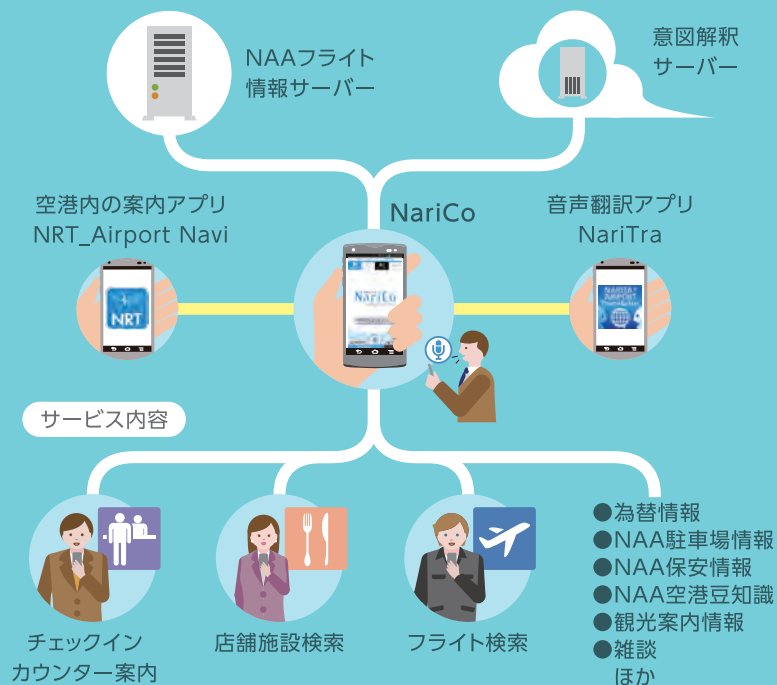 NAAフライト
情報サーバー
意図解釈
サーバー
空港内の案内アプリ
NRT_Airport Navi
NariCo
音声翻訳アプリ
NariTra
NRT
NariCo
NARITA
AIRPORT
サービス内容
チェックイン
カウンター案内
店舗施設検索
フライト検索
●為替情報
●NAA駐車場情報
●NAA保安情報
●NAA空港豆知識
●観光案内情報
●雑談
ほか